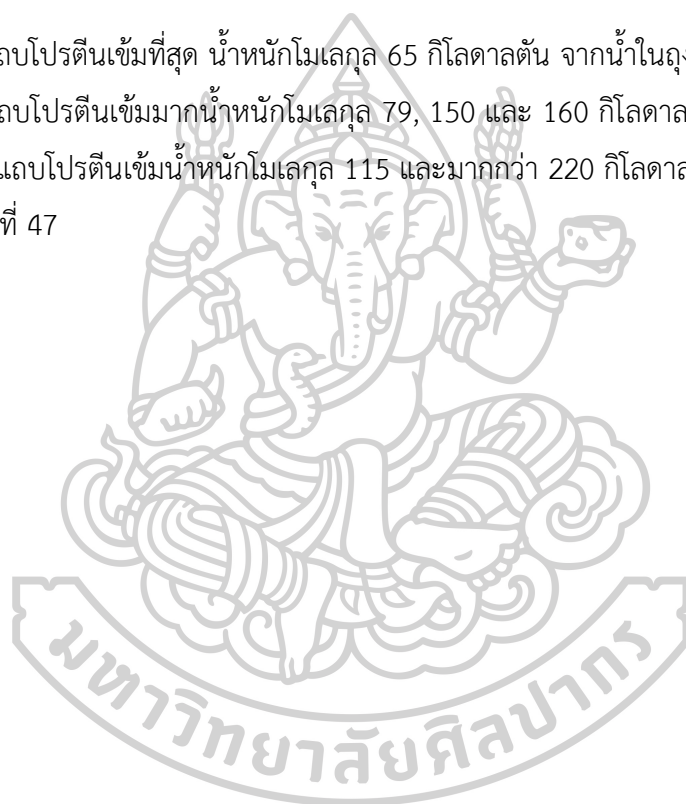 ถบโปรตีนเข้มที่สุด น้ำหนักโมเลกุล 65 กิโลดาลตัน จากน้ำในถุง
ถบโปรตีนเข้มมากน้ำหนักโมเลกุล 79, 150 และ 160 กิโลดาล
แถบโปรตีนเข้มน้ำหนักโมเลกุล 115 และมากกว่า 220 กิโลดาล
ที่ 47
มหาวิทยาลัยศิลปากร